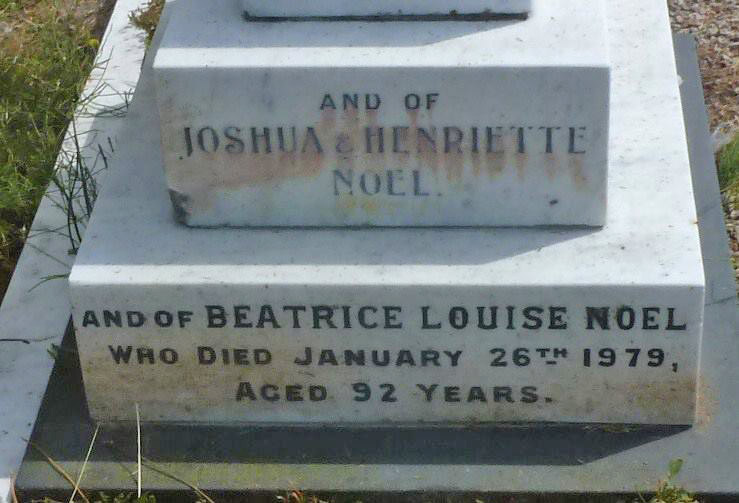 AND OF
JOSHUA & HENRIETTE
NOEL.
AND OF BEATRICE LOUISE NOEL
WHO DIED JANUARY 26TH 1979,
AGED 92 YEARS.